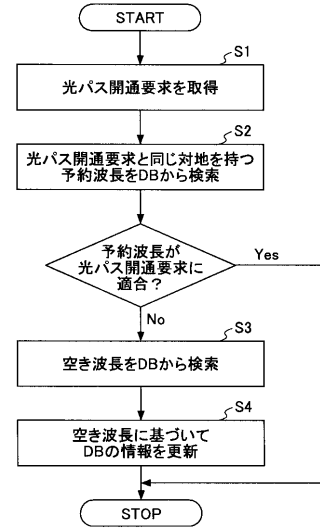 START
S1
光パス開通要求を取得
S2
光パス開通要求と同じ対地を持つ
予約波長をDBから検索
予約波長が
光パス開通要求に
適合？
Yes
No
S3
空き波長をDBから検索
S4
空き波長に基づいて
DBの情報を更新
STOP